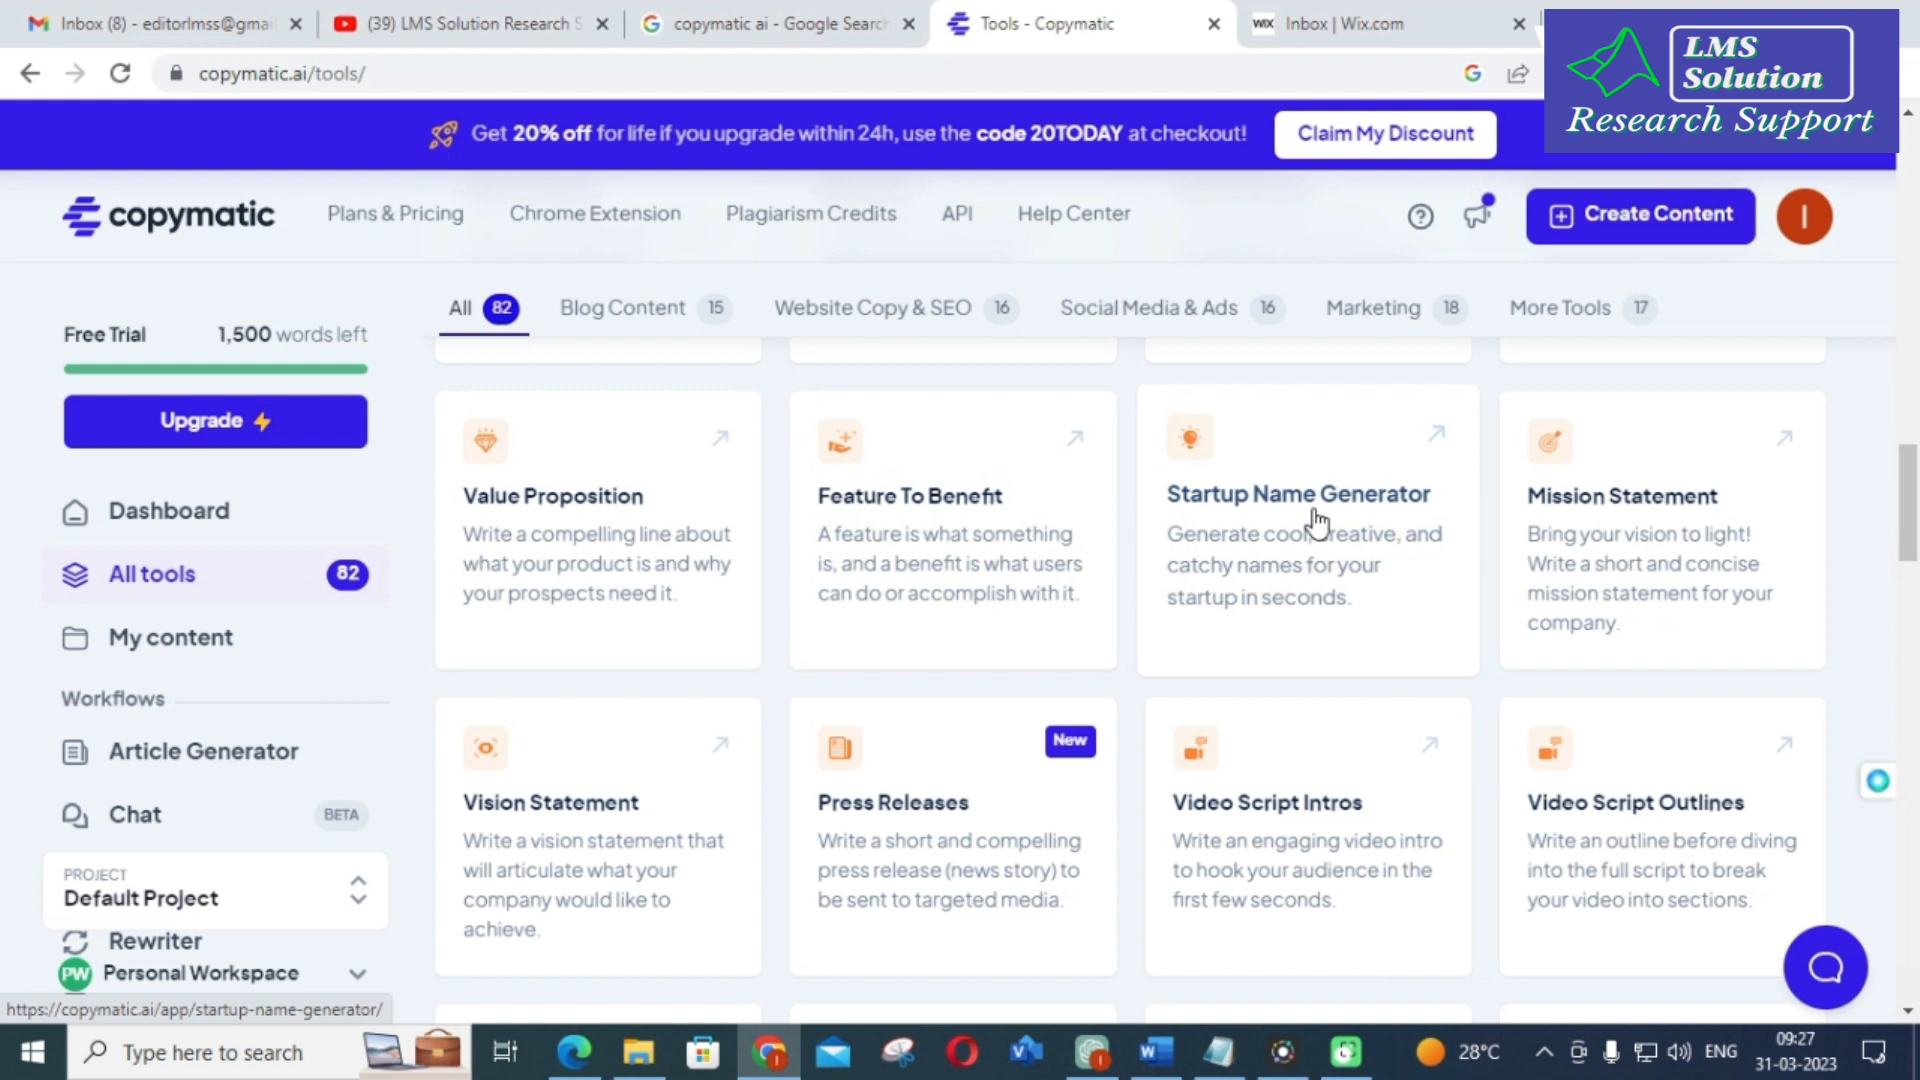 Inbox (8) - editorlmss@gmai
(39) LMS Solution Research S
copymatic ai - Google Search
Tools - Copymatic
WIX Inbox | Wix.com
copymatic.ai/tools/
LMS
Solution
Research Support
Get 20% off for life if you upgrade within 24h, use the code 20TODAY at checkout!
Claim My Discount
copymatic
Plans & Pricing
Chrome Extension
Plagiarism Credits
API
Help Center
Create Content
I
All 82
Blog Content 15
Website Copy & SEO 16
Social Media & Ads 16
Marketing 18
More Tools 17
Free Trial
1,500 words left
Upgrade
Dashboard
All tools 82
My content
Workflows
Article Generator
Chat BETA
PROJECT
Default Project
Rewriter
PW Personal Workspace
Value Proposition
Write a compelling line about
what your product is and why
your prospects need it.
Feature To Benefit
A feature is what something
is, and a benefit is what users
can do or accomplish with it.
Startup Name Generator
Generate cool, creative, and
catchy names for your
startup in seconds.
Mission Statement
Bring your vision to light!
Write a short and concise
mission statement for your
company.
Vision Statement
Write a vision statement that
will articulate what your
company would like to
achieve.
New
Press Releases
Write a short and compelling
press release (news story) to
be sent to targeted media.
Video Script Intros
Write an engaging video intro
to hook your audience in the
first few seconds.
Video Script Outlines
Write an outline before diving
into the full script to break
your video into sections.
https://copymatic.ai/app/startup-name-generator/
Type here to search
28°C
ENG
09:27
31-03-2023